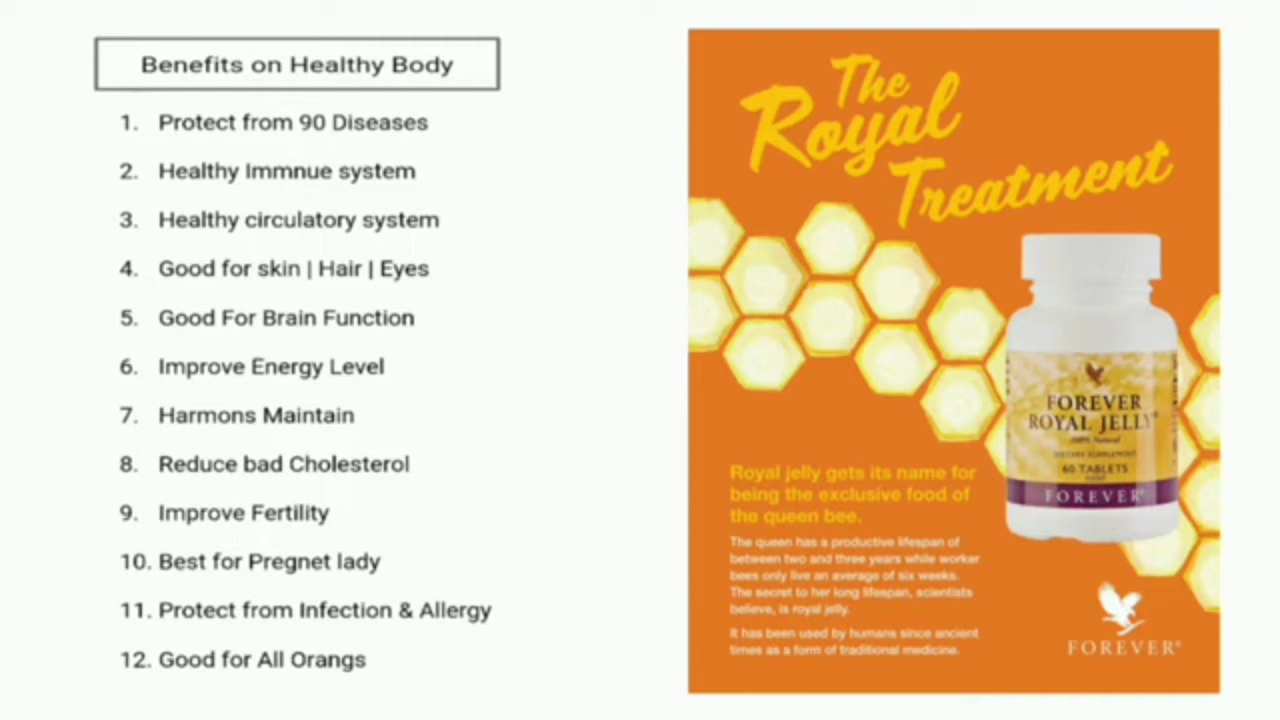 Benefits on Healthy Body
1. Protect from 90 Diseases
2. Healthy Immnue system
3. Healthy circulatory system
4. Good for skin | Hair | Eyes
5. Good For Brain Function
6. Improve Energy Level
7. Harmons Maintain
8. Reduce bad Cholesterol
9. Improve Fertility
10. Best for Pregnet lady
11. Protect from Infection & Allergy
12. Good for All Orangs
The
Royal
Treatment
FOREVER
ROYAL JELLY®
100% Natural
DIETARY SUPPLEMENT
60 TABLETS
FOREVER®
Royal jelly gets its name for
being the exclusive food of
the queen bee.
The queen has a productive lifespan of
between two and three years while worker
bees only live an average of six weeks.
The secret to her long lifespan, scientists
believe, is royal jelly.
It has been used by humans since ancient
times as a form of traditional medicine.
FOREVER®